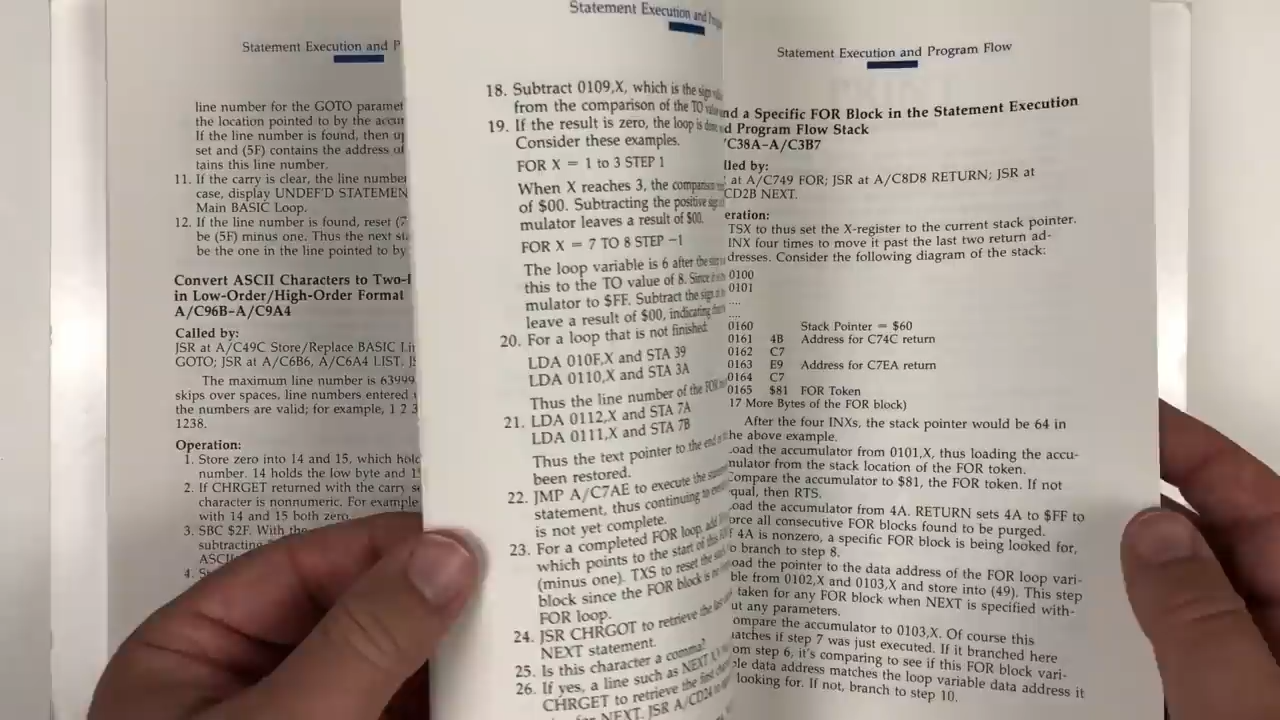 Statement Execution and P
line number for the GOTO paramet
the location pointed to by the accur
If the line number is found, then up
set and (5F) contains the address of
tains this line number.
11. If the carry is clear, the line number
case, display UNDEF'D STATEMEN
Main BASIC Loop.
12. If the line number is found, reset (7
be (5F) minus one. Thus the next sta
be the one in the line pointed to by
Convert ASCII Characters to Two-
in Low-Order/High-Order Format
A/C96B–A/C9A4
Called by:
JSR at A/C49C Store/Replace BASIC Li
GOTO; JSR at A/C6B6, A/C6A4 LIST, JS
The maximum line number is 63999
skips over spaces, line numbers entered
the numbers are valid; for example, 1 2 3
1238.
Operation:
1. Store zero into 14 and 15, which hold
number. 14 holds the low byte and 15
2. If CHRGET returned with the carry se
character is nonnumeric. For example
with 14 and 15 both zero.
3. SBC $2F. With the
subtracting
ASCII
4. St
Statement Execution and Prog
18. Subtract 0109,X, which is the sign
from the comparison of the TO
19. If the result is zero, the loop is done
Consider these examples.
FOR X = 1 to 3 STEP 1
When X reaches 3, the comparison
of $00. Subtracting the positive sign
mulator leaves a result of $00.
FOR X = 7 TO 8 STEP −1
The loop variable is 6 after the
this to the TO value of 8. Since
mulator to $FF. Subtract the sign
leave a result of $00, indicating
20. For a loop that is not finished:
LDA 010F,X and STA 39
LDA 0110,X and STA 3A
Thus the line number of the FOR
21. LDA 0112,X and STA 7A
LDA 0111,X and STA 7B
Thus the text pointer to the end
been restored.
22. JMP A/C7AE to execute the
statement, thus continuing to
is not yet complete.
23. For a completed FOR loop, add
which points to the start of this
(minus one). TXS to reset the
block since the FOR block is no
FOR loop.
24. JSR CHRGOT to retrieve the
NEXT statement.
25. Is this character a comma?
26. If yes, a line such as NEXT
CHRGET to retrieve the first
NEXT. JSR A/CD24
Statement Execution and Program Flow
nd a Specific FOR Block in the Statement Execution
d Program Flow Stack
/C38A–A/C3B7
lled by:
at A/C749 FOR; JSR at A/C8D8 RETURN; JSR at
CD2B NEXT.
eration:
TSX to thus set the X-register to the current stack pointer.
INX four times to move it past the last two return ad-
dresses. Consider the following diagram of the stack:
0100
0101
....
....
0160 Stack Pointer = $60
0161 4B Address for C74C return
0162 C7
0163 E9 Address for C7EA return
0164 C7
0165 $81 FOR Token
17 More Bytes of the FOR block)
After the four INXs, the stack pointer would be 64 in
he above example.
oad the accumulator from 0101,X, thus loading the accu-
mulator from the stack location of the FOR token.
ompare the accumulator to $81, the FOR token. If not
qual, then RTS.
oad the accumulator from 4A. RETURN sets 4A to $FF to
orce all consecutive FOR blocks found to be purged.
f 4A is nonzero, a specific FOR block is being looked for,
o branch to step 8.
oad the pointer to the data address of the FOR loop vari-
ble from 0102,X and 0103,X and store into (49). This step
taken for any FOR block when NEXT is specified with-
ut any parameters.
ompare the accumulator to 0103,X. Of course this
atches if step 7 was just executed. If it branched here
om step 6, it's comparing to see if this FOR block vari-
le data address matches the loop variable data address it
looking for. If not, branch to step 10.